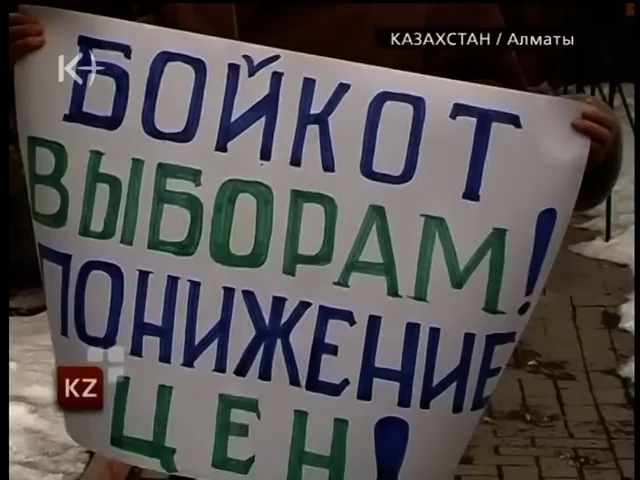 КАЗАХСТАН / Алматы
К+
БОЙКОТ
ВЫБОРАМ!
ПОНИЖЕНИЕ
ЦЕН!
KZ